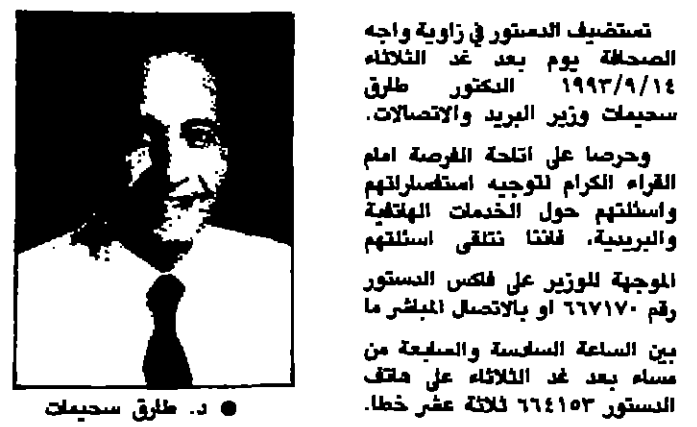 تستضيف الدستور في زاوية واجه
الصحافة يوم بعد غد الثلاثاء
١٩٩٣/٩/١٤ الدكتور طارق
سحيمات وزير البريد والاتصالات.
وحرصا على اتاحة الفرصة امام
القراء الكرام لتوجيه استفساراتهم
واسئلتهم حول الخدمات الهاتفية
والبريدية، فاننا نتلقى اسئلتهم
الموجهة للوزير على فاكس الدستور
رقم ٦٦٧١٧٠ او بالاتصال المباشر ما
بين الساعة السادسة والسابعة من
مساء بعد غد الثلاثاء على هاتف
الدستور ٦٦٤١٥٣ ثلاثة عشر خطا.
● د. طارق سحيمات